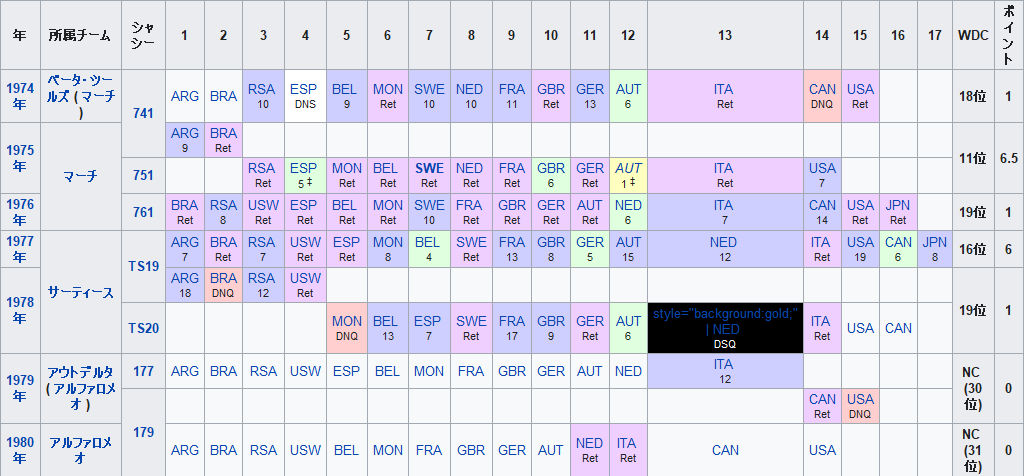 年 所属チーム シャシー 1 2 3 4 5 6 7 8 9 10 11 12 13 14 15 16 17 WDC ポイント
1974年 ベータ・ツールズ ( マーチ ) 741 ARG BRA RSA 10 ESP DNS BEL 9 MON Ret SWE 10 NED 10 FRA 11 GBR Ret GER 13 AUT 6 ITA Ret CAN DNQ USA Ret 18位 1
1975年 マーチ ARG 9 BRA Ret 11位 6.5
751 RSA Ret ESP 5 ‡ MON Ret BEL Ret SWE Ret NED Ret FRA Ret GBR 6 GER Ret AUT 1 ‡ ITA Ret USA 7
1976年 761 BRA Ret RSA 8 USW Ret ESP Ret BEL Ret MON Ret SWE 10 FRA Ret GBR Ret GER Ret AUT Ret NED 6 ITA 7 CAN 14 USA Ret JPN Ret 19位 1
1977年 サーティース TS19 ARG 7 BRA Ret RSA 7 USW Ret ESP Ret MON 8 BEL 4 SWE Ret FRA 13 GBR 8 GER 5 AUT 15 NED 12 ITA Ret USA 19 CAN 6 JPN 8 16位 6
1978年 ARG 18 BRA DNQ RSA 12 USW Ret 19位 1
TS20 MON DNQ BEL 13 ESP 7 SWE Ret FRA 17 GBR 9 GER Ret AUT 6 style="background:gold;" | NED DSQ ITA Ret USA CAN
1979年 アウトデルタ ( アルファロメオ ) 177 ARG BRA RSA USW ESP BEL MON FRA GBR GER AUT NED ITA 12 NC (30位) 0
179 CAN Ret USA DNQ
1980年 アルファロメオ ARG BRA RSA USW BEL MON FRA GBR GER AUT NED Ret ITA Ret CAN USA NC (31位) 0